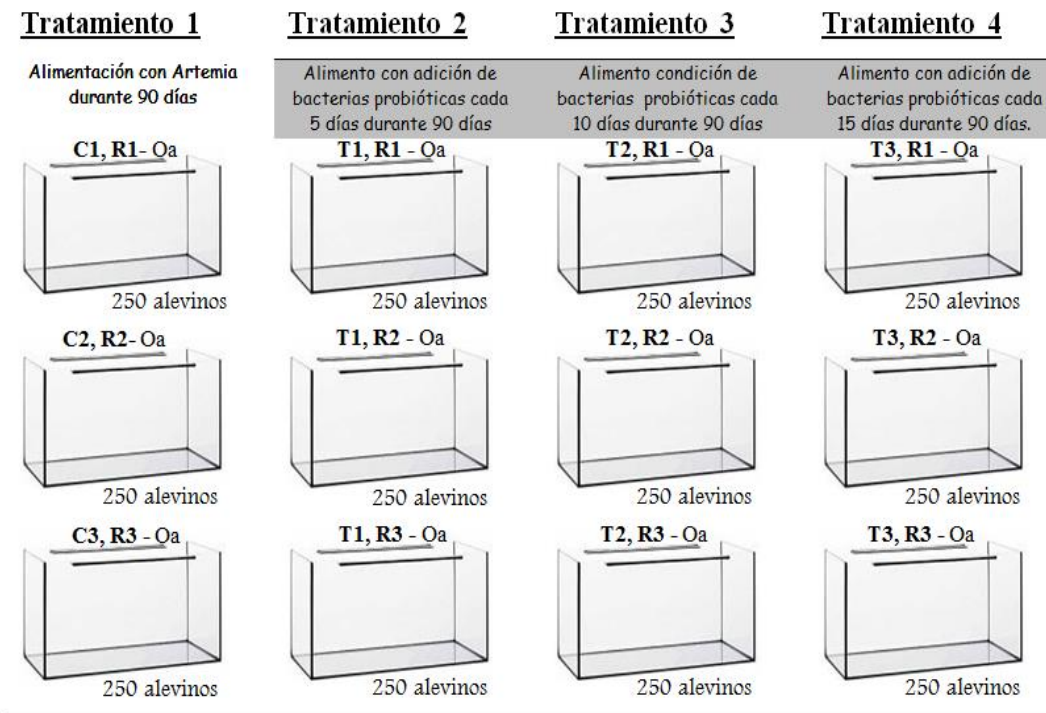 Tratamiento 1
Alimentación con Artemia
durante 90 días
C1, R1- Oa
250 alevinos
C2, R2- Oa
250 alevinos
C3, R3 - Oa
250 alevinos
Tratamiento 2
Alimento con adición de
bacterias probióticas cada
5 días durante 90 días
T1, R1 - Oa
250 alevinos
T1, R2 - Oa
250 alevinos
T1, R3 - Oa
250 alevinos
Tratamiento 3
Alimento condición de
bacterias probióticas cada
10 días durante 90 días
T2, R1 - Oa
250 alevinos
T2, R2 - Oa
250 alevinos
T2, R3 - Oa
250 alevinos
Tratamiento 4
Alimento con adición de
bacterias probióticas cada
15 días durante 90 días.
T3, R1 - Oa
250 alevinos
T3, R2 - Oa
250 alevinos
T3, R3 - Oa
250 alevinos